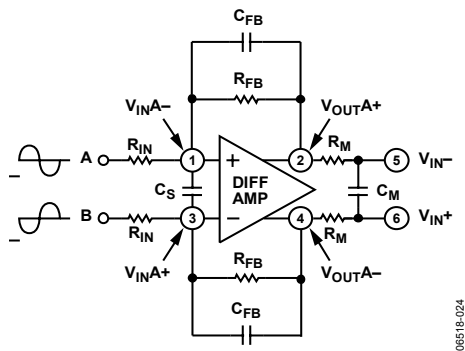 CFB
RFB
VINA−
VOUTA+
RIN
RM
A
1
+
2
5
VIN−
CS
DIFF
AMP
CM
B
3
−
4
6
VIN+
RIN
RM
VINA+
RFB
VOUTA−
CFB
06518-024